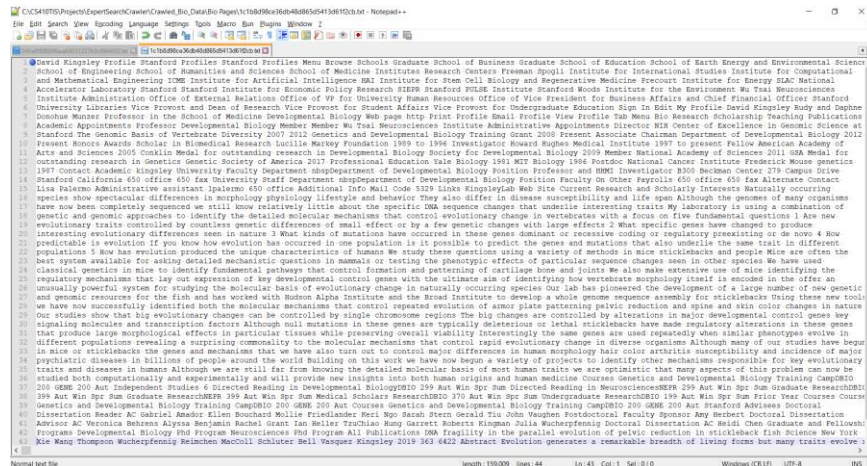 C:\CS410TIS\Projects\ExpertSearchCrawler\Crawled_Bio_Data\Bio Pages\1c1b8d98ce36db48d865d5413d61f2cb.txt - Notepad++
File Edit Search View Encoding Language Settings Tools Macro Run Plugins Window ?
1c1b8d98ce36db48d865d5413d61f2cb.txt
1 David Kingsley Profile Stanford Profiles Stanford Profiles Menu Browse Schools Graduate School of Business Graduate School of Education School of Earth Energy and Environmental Science
2 School of Engineering School of Humanities and Sciences School of Medicine Institutes Research Centers Freeman Spogli Institute for International Studies Institute for Computational
3 and Mathematical Engineering ICME Institute for Artificial Intelligence HAI Institute for Stem Cell Biology and Regenerative Medicine Precourt Institute for Energy SLAC National
4 Accelerator Laboratory Stanford Stanford Institute for Economic Policy Research SIEPR Stanford PULSE Institute Stanford Woods Institute for the Environment Wu Tsai Neurosciences
5 Institute Administration Office of External Relations Office of VP for University Human Resources Office of Vice President for Business Affairs and Chief Financial Officer Stanford
6 University Libraries Vice Provost and Dean of Research Vice Provost for Student Affairs Vice Provost for Undergraduate Education Sign In Edit My Profile David Kingsley Rudy and Daphne
7 Donohue Munzer Professor in the School of Medicine Developmental Biology Web page http Print Profile Email Profile View Profile Tab Menu Bio Research Scholarship Teaching Publications
8 Academic Appointments Professor Developmental Biology Member Member Wu Tsai Neurosciences Institute Administrative Appointments Director NIH Center of Excellence in Genomic Science at
9 Stanford The Genomic Basis of Vertebrate Diversity 2007 2012 Genetics and Developmental Biology Training Grant 2008 Present Associate Chairman Department of Developmental Biology 2012
10 Present Honors Awards Scholar in Biomedical Research Lucille Markey Foundation 1989 to 1996 Investigator Howard Hughes Medical Institute 1997 to present Fellow American Academy of
11 Arts and Sciences 2005 Conklin Medal for outstanding research in Developmental Biology Society for Developmental Biology 2009 Member National Academy of Sciences 2011 GSA Medal for
12 outstanding research in Genetics Genetic Society of America 2017 Professional Education Yale Biology 1981 MIT Biology 1986 Postdoc National Cancer Institute Frederick Mouse genetics
13 1987 Contact Academic kingsley University Faculty Department nbspDepartment of Developmental Biology Position Professor and HHMI Investigator B300 Beckman Center 279 Campus Drive
14 Stanford California 650 office 650 fax University Staff Department nbspDepartment of Developmental Biology Position Faculty On Other Payrolls 650 office 650 fax Alternate Contact
15 Lisa Palermo Administrative assistant lpalermo 650 office Additional Info Mail Code 5329 Links KingsleyLab Web Site Current Research and Scholarly Interests Naturally occurring
16 species show spectacular differences in morphology physiology lifestyle and behavior They also differ in disease susceptibility and life span Although the genomes of many organisms
17 have now been completely sequenced we still know relatively little about the specific DNA sequence changes that underlie interesting traits My laboratory is using a combination of
18 genetic and genomic approaches to identify the detailed molecular mechanisms that control evolutionary change in vertebrates with a focus on five fundamental questions 1 Are new
19 evolutionary traits controlled by countless genetic differences of small effect or by a few genetic changes with large effects 2 What specific genes have changed to produce
20 interesting evolutionary differences seen in nature 3 What kinds of mutations have occurred in these genes dominant or recessive coding or regulatory preexisting or de novo 4 How
21 predictable is evolution If you know how evolution has occurred in one population is it possible to predict the genes and mutations that also underlie the same trait in different
22 populations 5 How has evolution produced the unique characteristics of humans We study these questions using a variety of methods in mice sticklebacks and people Mice are often the
23 best system available for asking detailed mechanistic questions in mammals or testing the phenotypic effects of particular sequence changes seen in other species We have used
24 classical genetics in mice to identify fundamental pathways that control formation and patterning of cartilage bone and joints We also make extensive use of mice identifying the
25 regulatory mechanisms that lay out expression of key developmental control genes with the ultimate aim of identifying how vertebrate morphology itself is encoded in the offer an
26 unusually powerful system for studying the molecular basis of evolutionary change in naturally occurring species Our lab has pioneered the development of a large number of new genetic
27 and genomic resources for the fish and has worked with Hudson Alpha Institute and the Broad Institute to develop a whole genome sequence assembly for sticklebacks Using these new tools
28 we have now successfully identified both the molecular mechanisms that control repeated evolution of armor plate patterning pelvic reduction and spine and skin color changes in nature
29 Our studies show that big evolutionary changes can be controlled by single chromosome regions The big changes are controlled by alterations in major developmental control genes key
30 signaling molecules and transcription factors Although null mutations in these genes are typically deleterious or lethal sticklebacks have made regulatory alterations in these genes
31 that produce large morphological effects in particular tissues while preserving overall viability Interestingly the same genes are used repeatedly when similar phenotypes evolve in
32 different populations revealing a surprising commonality to the molecular mechanisms that control rapid evolutionary change in diverse organisms Although many of our studies have begun
33 in mice or sticklebacks the genes and mechanisms that we have also turn out to control major differences in human morphology hair color arthritis susceptibility and incidence of major
34 psychiatric diseases in billions of people around the world Building on this work we have now begun a variety of projects to identify other mechanisms responsible for key evolutionary
35 traits and diseases in humans Although we are still far from knowing the detailed molecular basis of most human traits we are optimistic that many aspects of this problem can now be
36 studied both computationally and experimentally and will provide new insights into both human origins and human medicine Courses Genetics and Developmental Biology Training CampDBIO
37 200 GENE 200 Aut Independent Studies 6 Directed Reading in Developmental BiologyDBIO 299 Aut Win Spr Sum Directed Reading in NeurosciencesNEPR 299 Aut Win Spr Sum Graduate ResearchDBIO
38 399 Aut Win Spr Sum Graduate ResearchNEPR 399 Aut Win Spr Sum Medical Scholars ResearchDBIO 370 Aut Win Spr Sum Undergraduate ResearchDBIO 199 Aut Win Spr Sum Prior Year Courses Courses
39 Genetics and Developmental Biology Training CampDBIO 200 GENE 200 Aut Courses Genetics and Developmental Biology Training CampDBIO 200 GENE 200 Aut Stanford Advisees Doctoral
40 Dissertation Reader AC Gabriel Amador Ellen Bouchard Mollie Friedlander Keri Ngo Sarah Stern Gerald Tiu John Vaughen Postdoctoral Faculty Sponsor Amy Herbert Doctoral Dissertation
41 Advisor AC Veronica Behrens Alyssa Benjamin Rachel Grant Ian Heller TzuChiao Hung Garrett Roberts Kingman Julia Wucherpfennig Doctoral Dissertation AC Heidi Chen Graduate and Fellowship
42 Programs Developmental Biology Phd Program Neurosciences Phd Program All Publications DNA fragility in the parallel evolution of pelvic reduction in stickleback fish Science New York
43 Xie Wang Thompson Wucherpfennig Reimchen MacColl Schluter Bell Vasquez Kingsley 2019 363 6422 Abstract Evolution generates a remarkable breadth of living forms but many traits evolve
Normal text file length : 159,009 lines : 44 Ln : 43 Col : 1 Sel : 0 | 0 Windows (CR LF) UTF-8 INS